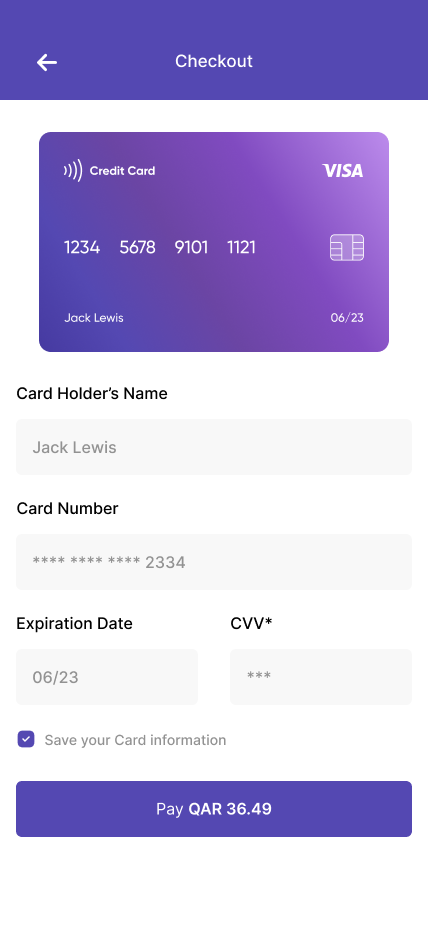 Checkout
Credit Card VISA
1234 5678 9101 1121
Jack Lewis 06/23
Card Holder’s Name
Jack Lewis
Card Number
**** **** **** 2334
Expiration Date CVV*
06/23 ***
Save your Card information
Pay QAR 36.49